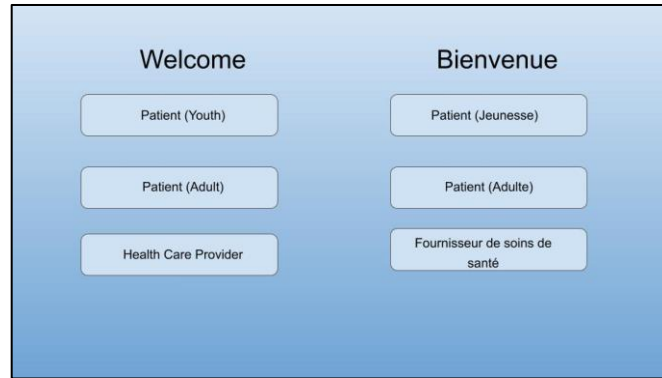 Welcome
Patient (Youth)
Patient (Adult)
Health Care Provider
Bienvenue
Patient (Jeunesse)
Patient (Adulte)
Fournisseur de soins de
santé